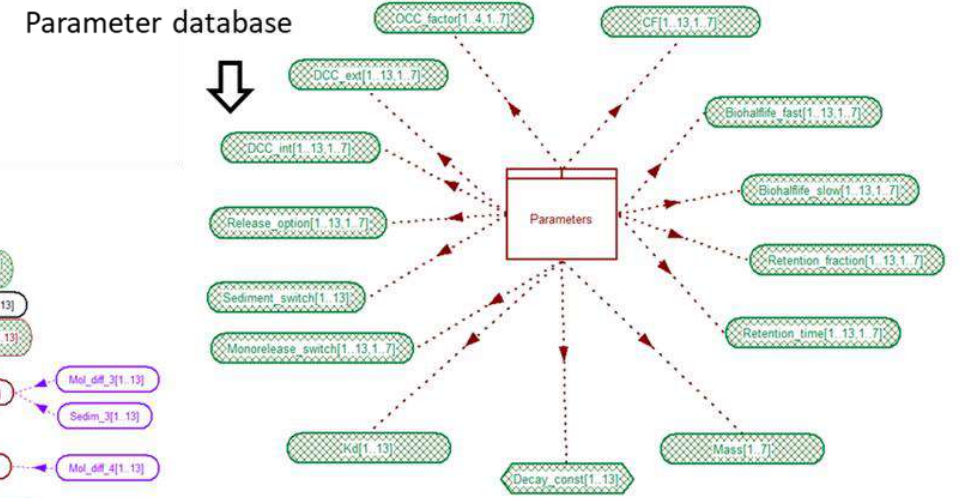 Parameter database
OCC_factor[1..4,1..7]
CF[1..13,1..7]
DCC_ext[1..13,1..7]
Biohalflife_fast[1..13,1..7]
DCC_int[1..13,1..7]
Biohalflife_slow[1..13,1..7]
Parameters
Release_option[1..13,1..7]
Retention_fraction[1..13,1..7]
Sediment_switch[1..13]
13]
Retention_time[1..13,1..7]
.13]
Monorelease_switch[1..13,1..7]
Mol_diff_3[1..13]
Sedim_3[1..13]
Kd[1..13]
Mass[1..7]
Mol_diff_4[1..13]
Decay_const[1..13]